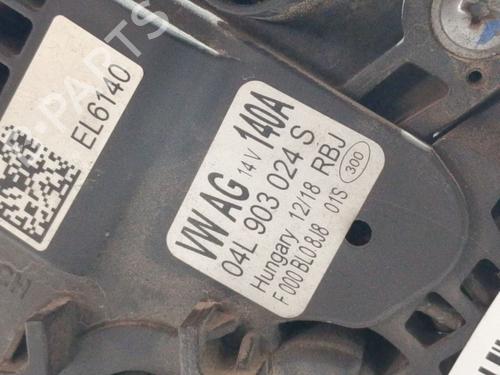 EL6140
VW AG 14V 140A
04L 903 024 S
Hungary 12/18 RBJ
F 000 BL0 8J8 01S 300